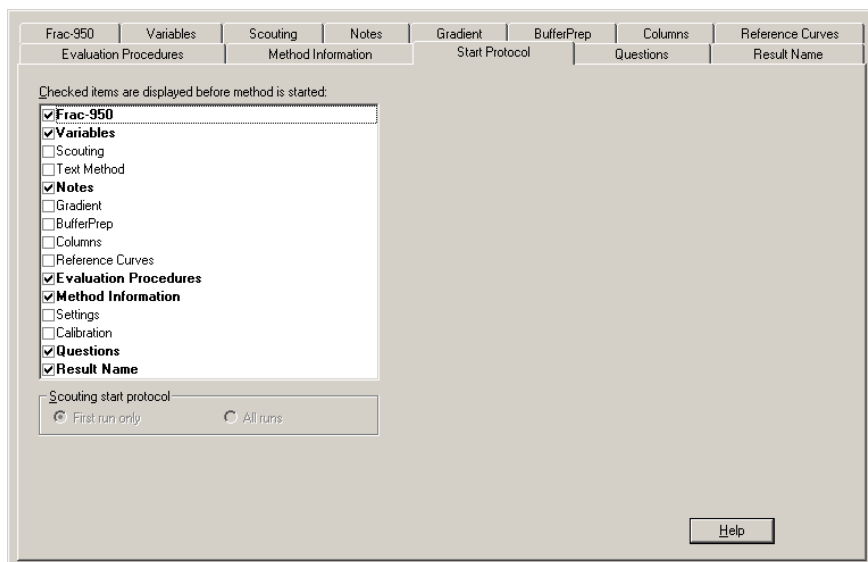 Frac-950 Variables Scouting Notes Gradient BufferPrep Columns Reference Curves
Evaluation Procedures Method Information Start Protocol Questions Result Name
Checked items are displayed before method is started:
Frac-950
Variables
Scouting
Text Method
Notes
Gradient
BufferPrep
Columns
Reference Curves
Evaluation Procedures
Method Information
Settings
Calibration
Questions
Result Name
Scouting start protocol
First run only All runs
Help